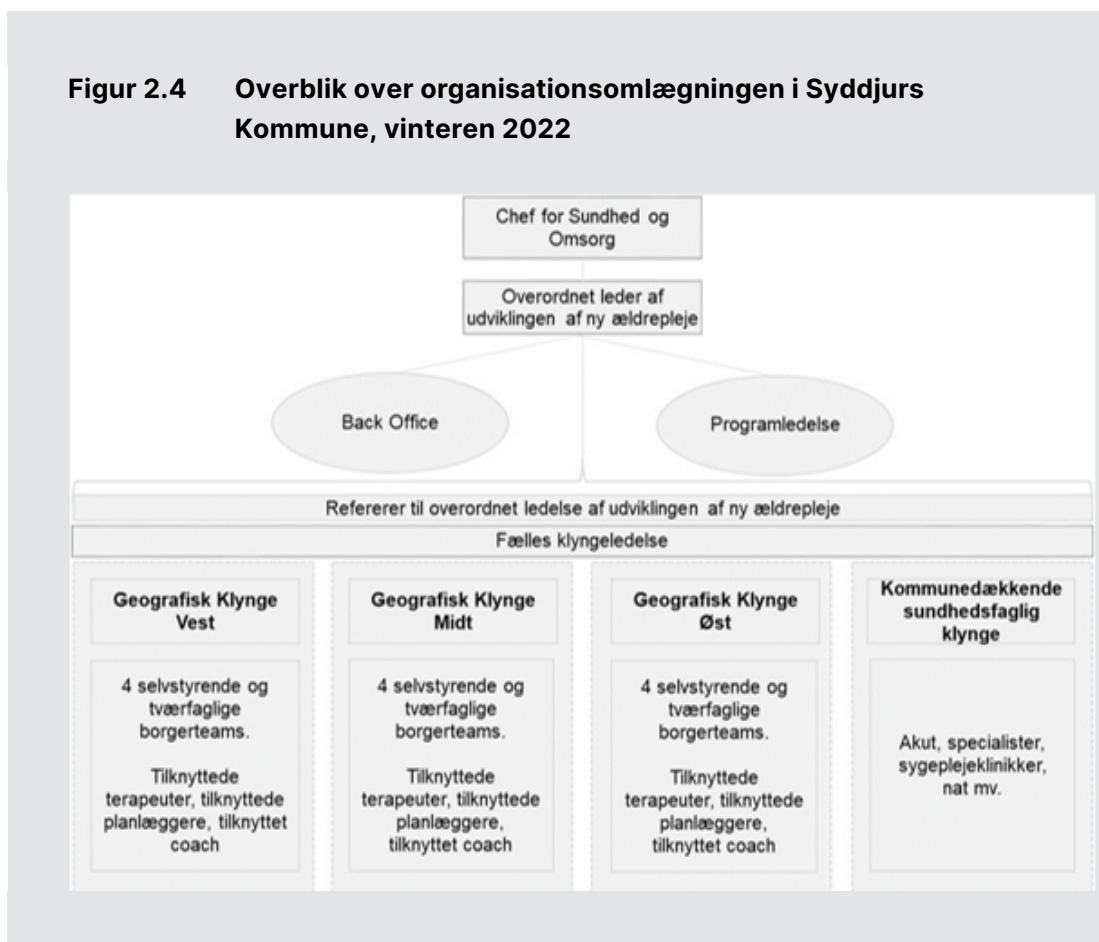 Figur 2.4 Overblik over organisationsomlægningen i Syddjurs
Kommune, vinteren 2022
Chef for Sundhed og
Omsorg
Overordnet leder af
udviklingen af ny ældrepleje
Back Office
Programledelse
Refererer til overordnet ledelse af udviklingen af ny ældrepleje
Fælles klyngeledelse
Geografisk Klynge
Vest
4 selvstyrende og
tværfaglige
borgerteams.
Tilknyttede
terapeuter, tilknyttede
planlæggere, tilknyttet
coach
Geografisk Klynge
Midt
4 selvstyrende og
tværfaglige
borgerteams.
Tilknyttede
terapeuter, tilknyttede
planlæggere,
tilknyttet coach
Geografisk Klynge
Øst
4 selvstyrende og
tværfaglige
borgerteams.
Tilknyttede
terapeuter, tilknyttede
planlæggere,
tilknyttet coach
Kommunedækkende
sundhedsfaglig
klynge
Akut, specialister,
sygeplejeklinikker,
nat mv.